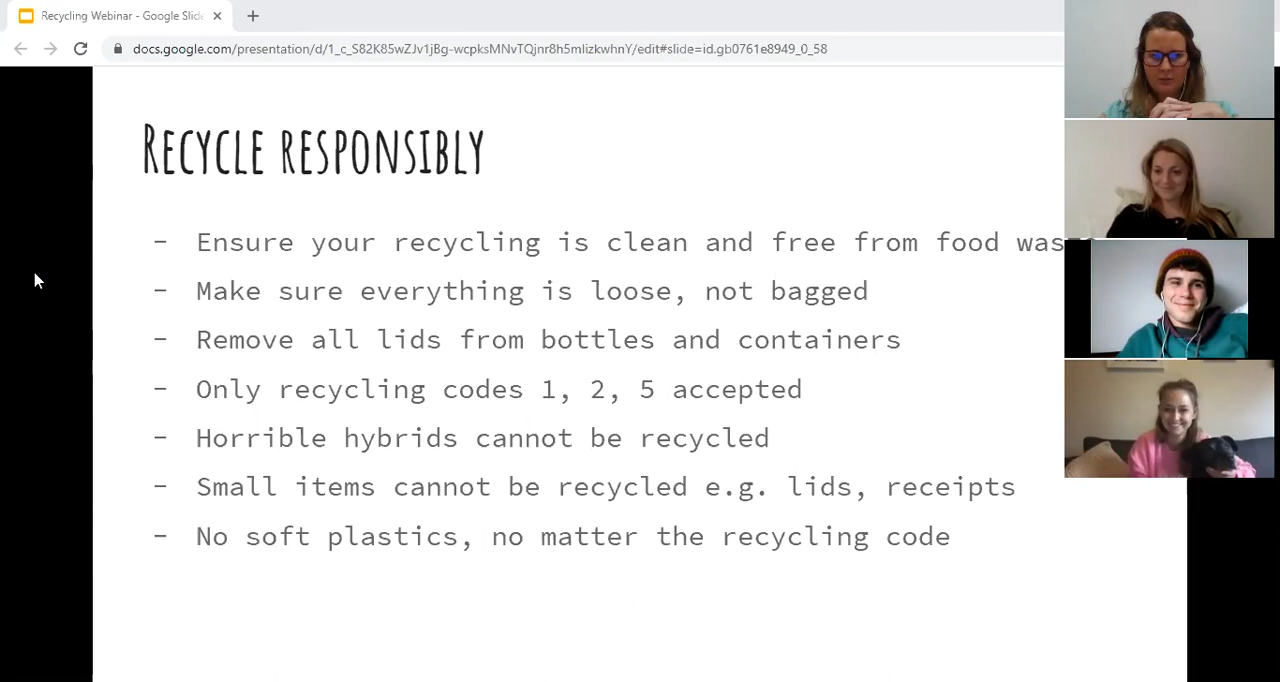 Recycling Webinar - Google Slide
docs.google.com/presentation/d/1_c_S82K85wZJv1jBg-wcpksMNvTQjnr8h5mlizkwhnY/edit#slide=id.gb0761e8949_0_58
Recycle responsibly
- Ensure your recycling is clean and free from food
- Make sure everything is loose, not bagged
- Remove all lids from bottles and containers
- Only recycling codes 1, 2, 5 accepted
- Horrible hybrids cannot be recycled
- Small items cannot be recycled e.g. lids, receipts
- No soft plastics, no matter the recycling code